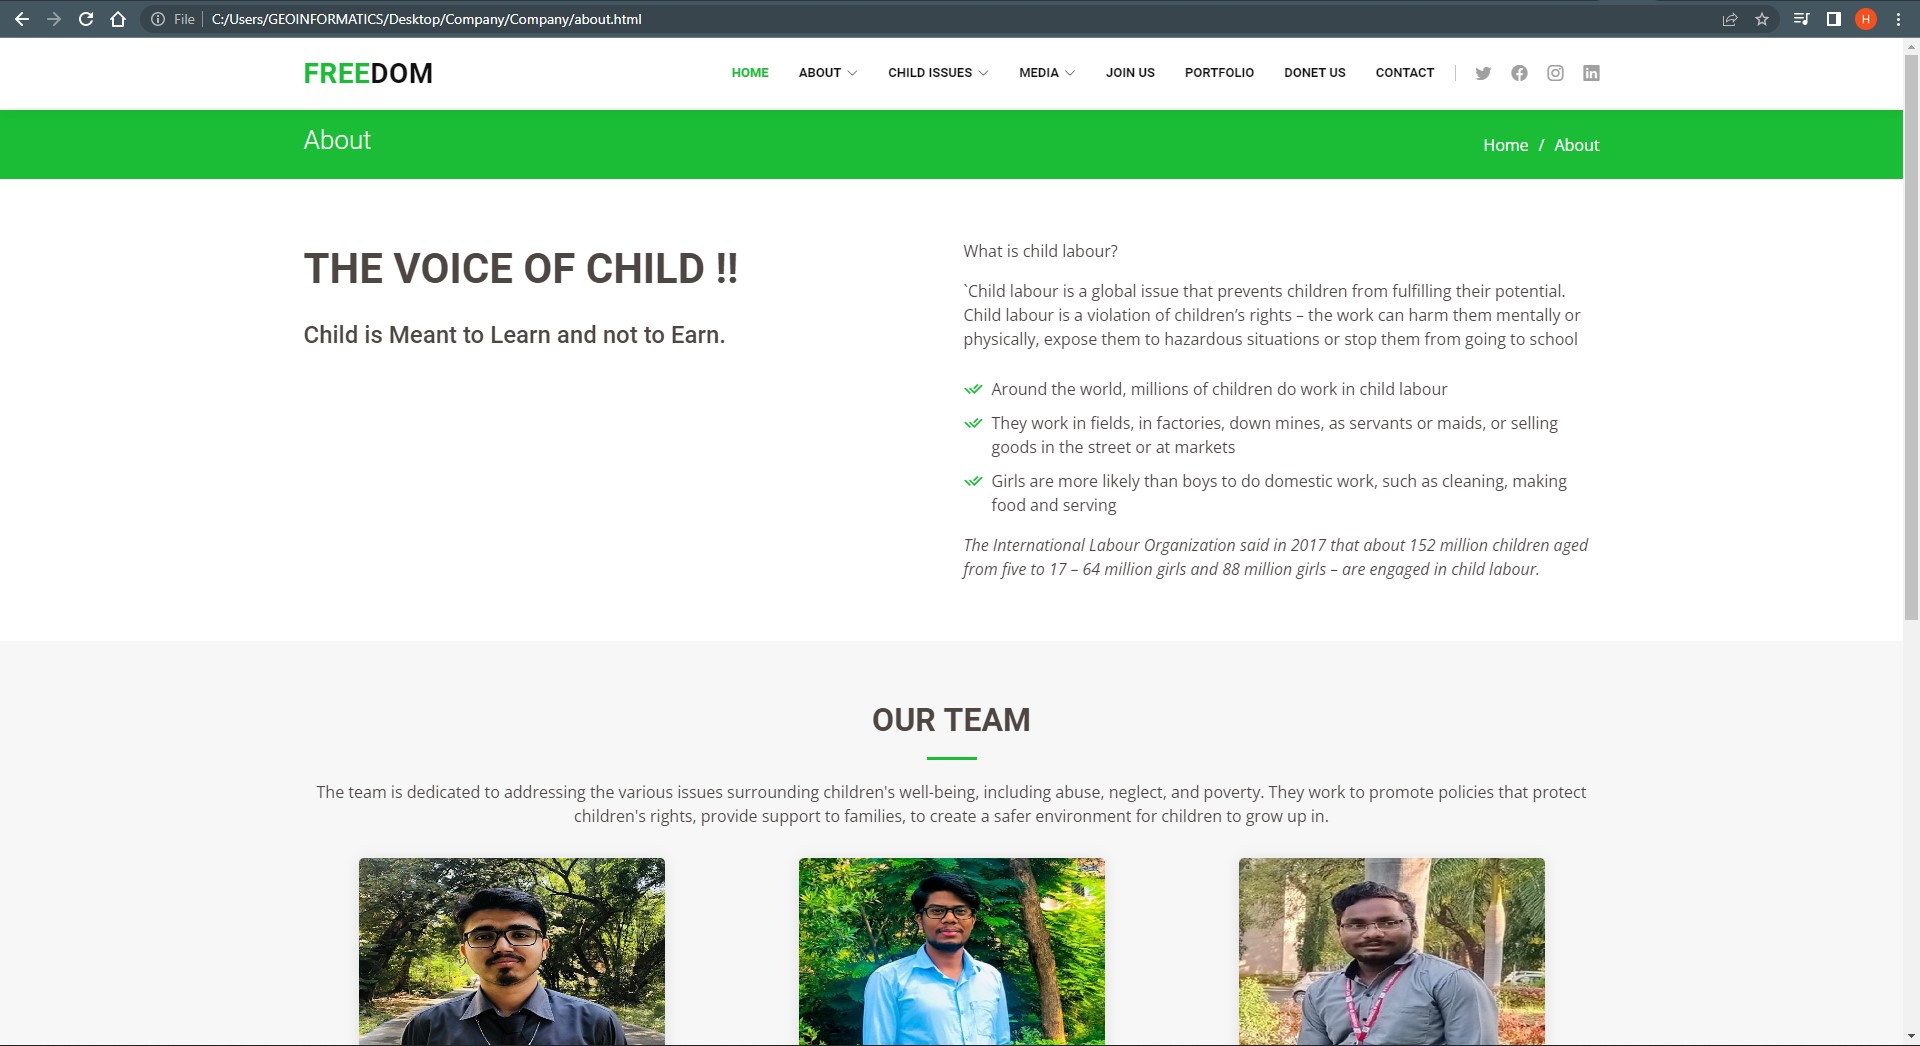 File C:/Users/GEOINFORMATICS/Desktop/Company/Company/about.html
H
FREEDOM
HOME ABOUT CHILD ISSUES MEDIA JOIN US PORTFOLIO DONET US CONTACT
About
Home / About
THE VOICE OF CHILD !!
Child is Meant to Learn and not to Earn.
What is child labour?
`Child labour is a global issue that prevents children from fulfilling their potential.
Child labour is a violation of children’s rights – the work can harm them mentally or
physically, expose them to hazardous situations or stop them from going to school
Around the world, millions of children do work in child labour
They work in fields, in factories, down mines, as servants or maids, or selling
goods in the street or at markets
Girls are more likely than boys to do domestic work, such as cleaning, making
food and serving
The International Labour Organization said in 2017 that about 152 million children aged
from five to 17 – 64 million girls and 88 million girls – are engaged in child labour.
OUR TEAM
The team is dedicated to addressing the various issues surrounding children's well-being, including abuse, neglect, and poverty. They work to promote policies that protect
children's rights, provide support to families, to create a safer environment for children to grow up in.